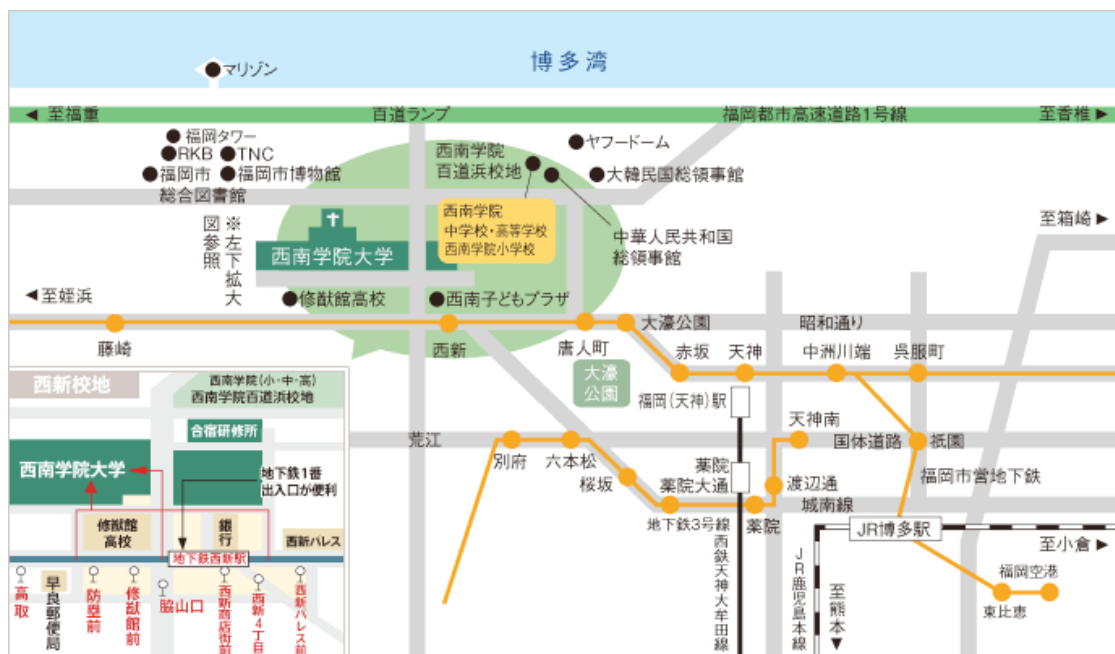 博多湾
マリゾン
◀ 至福重
百道ランプ
福岡都市高速道路1号線
至香椎 ▶
福岡タワー
RKB
TNC
福岡市
総合図書館
福岡市博物館
西南学院
百道浜校地
ヤフードーム
大韓民国総領事館
西南学院
中学校・高等学校
西南学院小学校
中華人民共和国
総領事館
至箱崎 ▶
※左下拡大
図参照
西南学院大学
◀至姪浜
修猷館高校
西南子どもプラザ
藤崎
西新
唐人町
大濠公園
昭和通り
赤坂
天神
中洲川端
呉服町
大濠
公園
福岡(天神)駅
天神南
荒江
別府
六本松
桜坂
薬院
薬院大通
渡辺通
国体道路
祇園
福岡市営地下鉄
城南線
地下鉄3号線
薬院
JR博多駅
至小倉 ▶
西鉄天神大牟田線
JR鹿児島本線
至熊本▼
福岡空港
東比恵
西新校地
西南学院(小・中・高)
西南学院百道浜校地
合宿研修所
西南学院大学
地下鉄1番
出入口が便利
修猷館
高校
銀行
西新パレス
地下鉄西新駅
高取
早良郵便局
防塁前
修猷館前
脇山口
西新商店街前
西新4丁目
西新パレス前